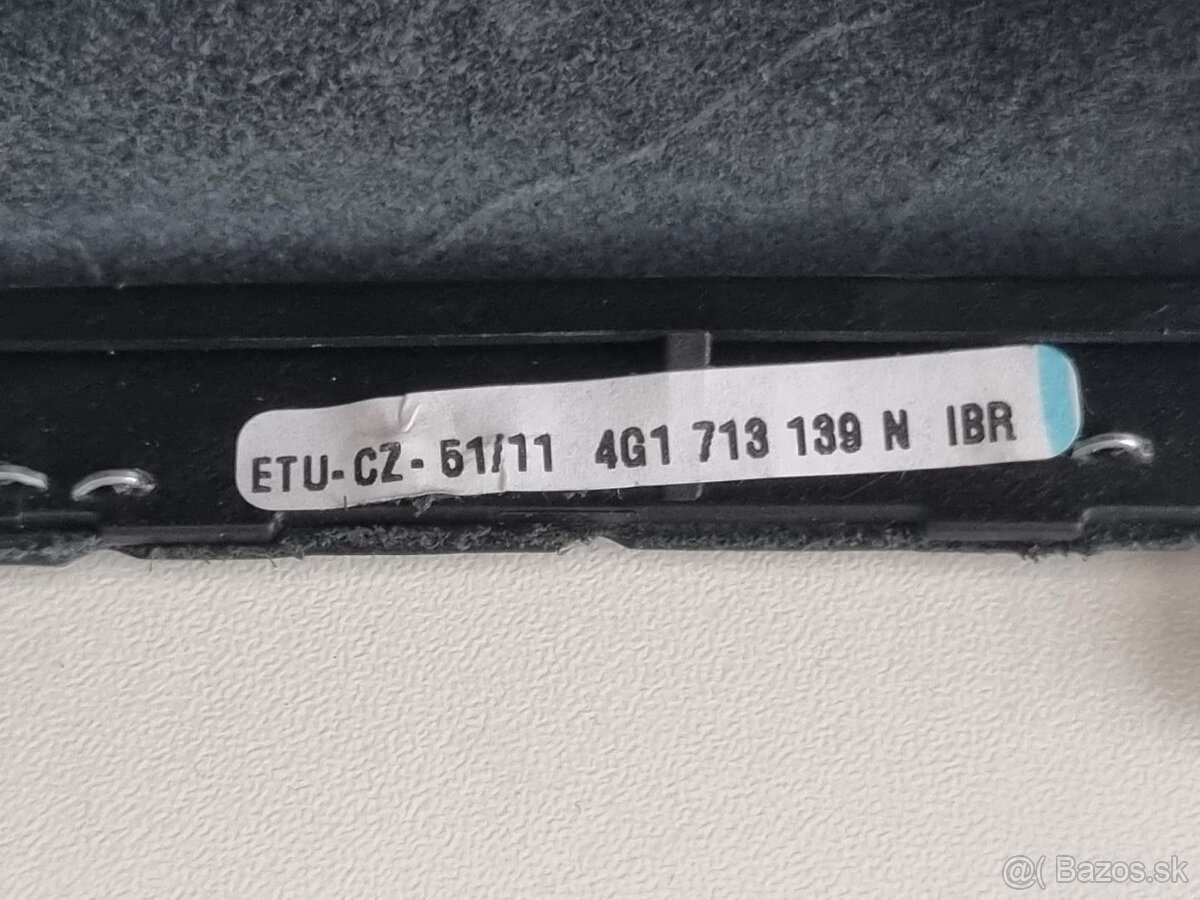 ETU-CZ- 51/11 4G1 713 139 N IBR
@( Bazos.sk